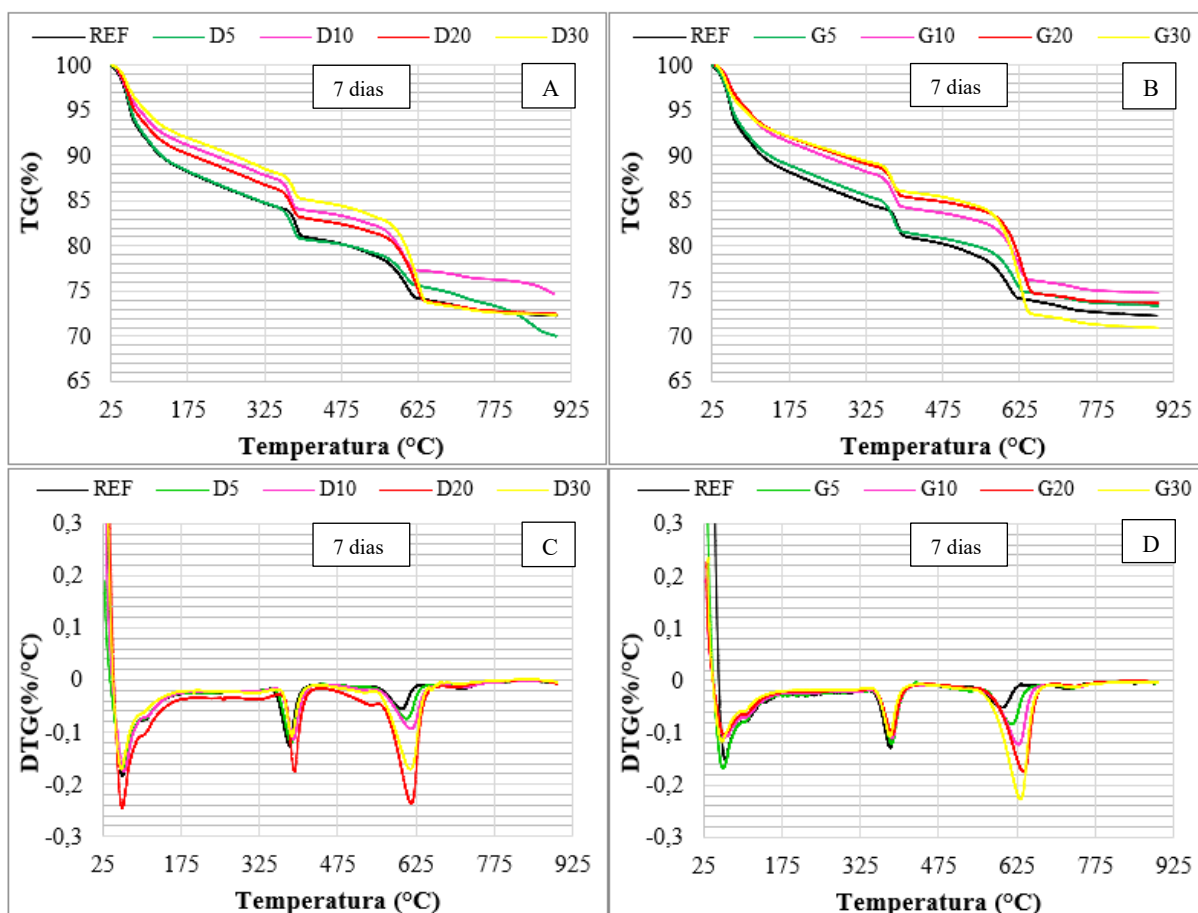 REF D5 D10 D20 D30
7 dias
A
TG(%)
100
95
90
85
80
75
70
65
25 175 325 475 625 775 925
Temperatura (°C)
REF G5 G10 G20 G30
7 dias
B
TG(%)
100
95
90
85
80
75
70
65
25 175 325 475 625 775 925
Temperatura (°C)
REF D5 D10 D20 D30
7 dias
C
DTG(%/°C)
0,3
0,2
0,1
0
-0,1
-0,2
-0,3
25 175 325 475 625 775 925
Temperatura (°C)
REF G5 G10 G20 G30
7 dias
D
DTG(%/°C)
0,3
0,2
0,1
0
-0,1
-0,2
-0,3
25 175 325 475 625 775 925
Temperatura (°C)